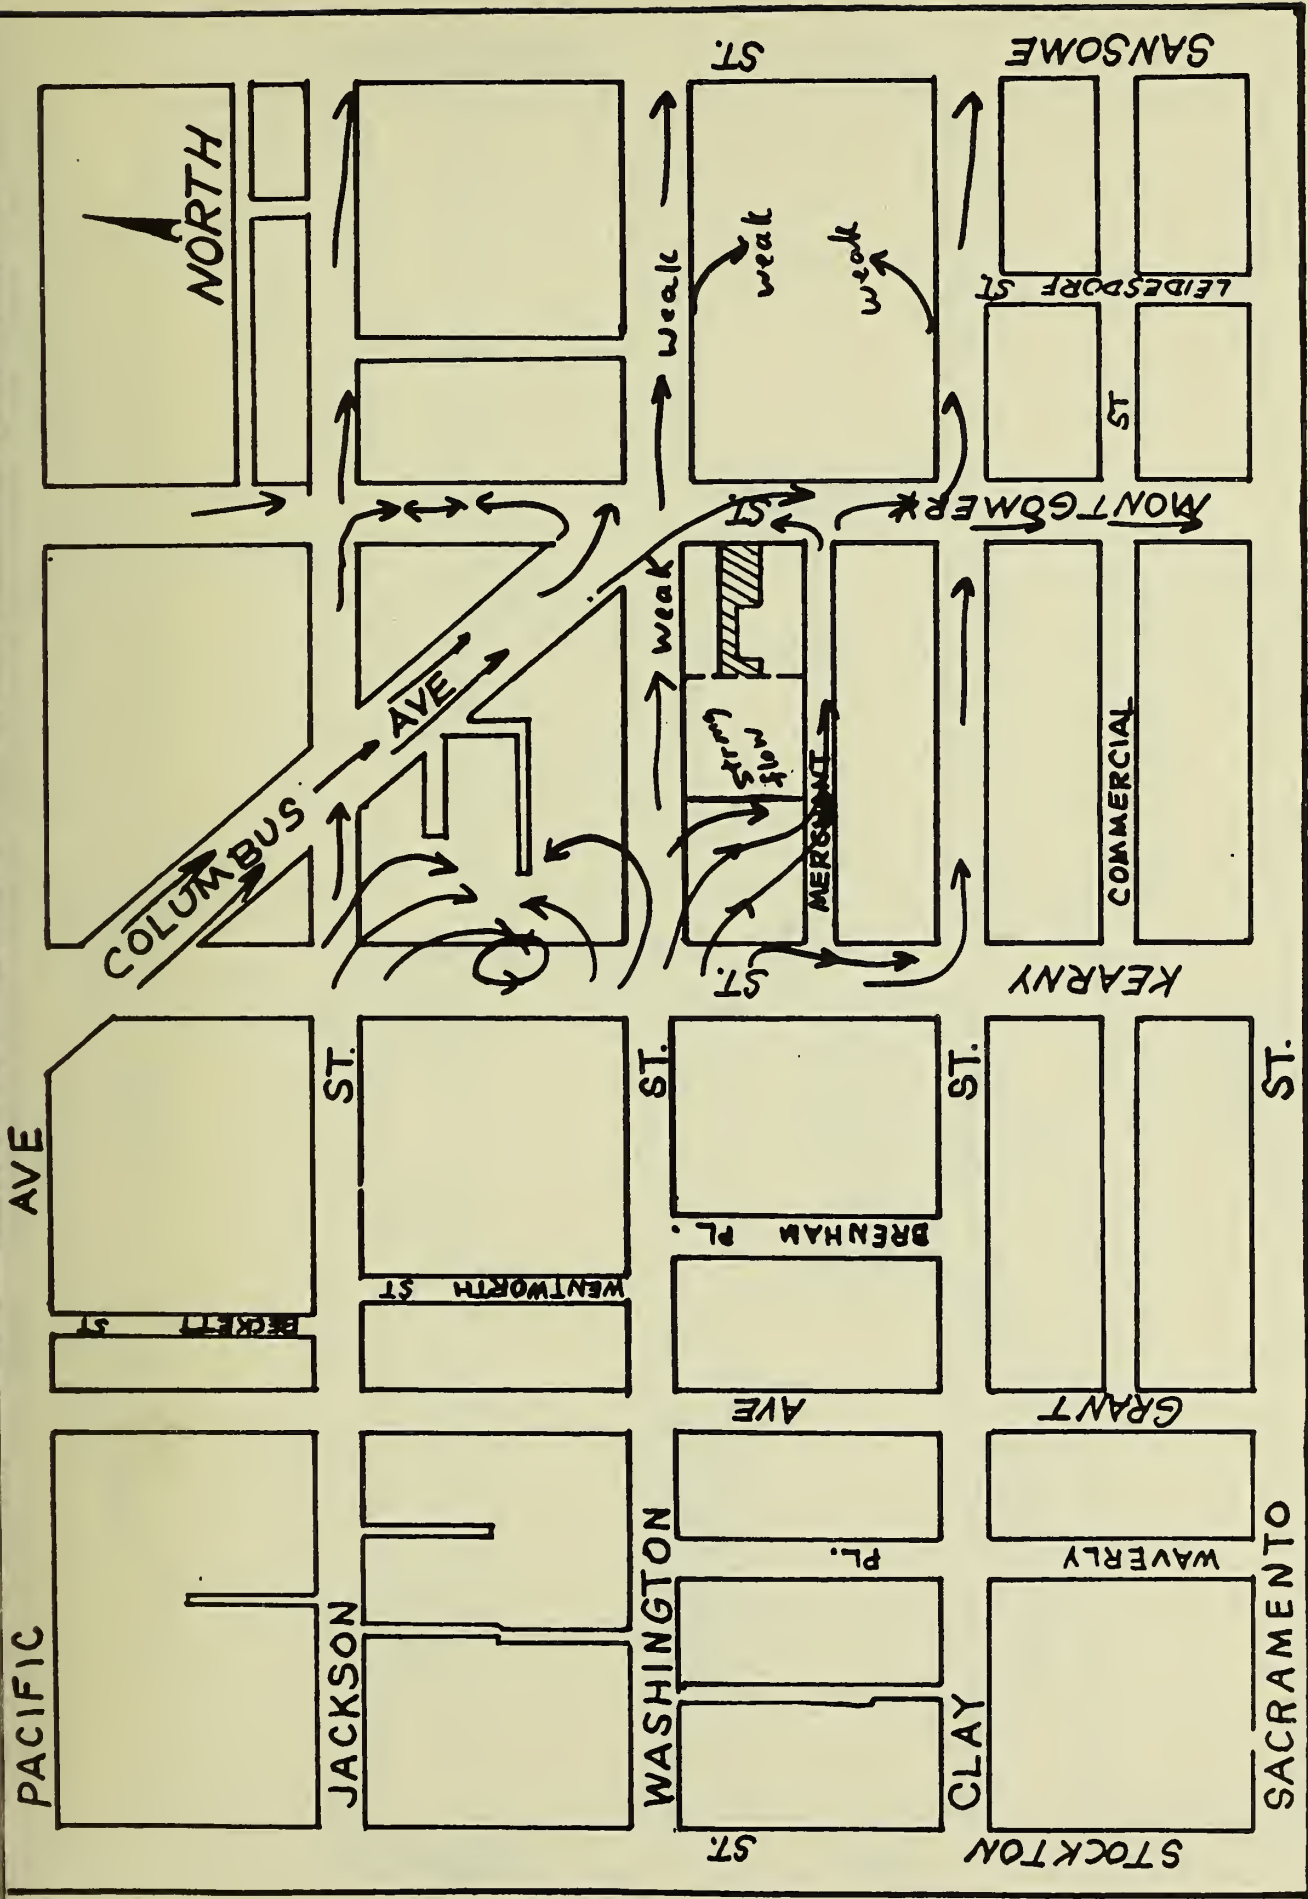 SANSOME ST.
NORTH
weak
weak
weak
LEIDESDORF ST.
ST
MONTGOMERY ST.
weak
strong
flow
COLUMBUS AVE
MERCHANT
COMMERCIAL
KEARNY ST.
PACIFIC AVE
JACKSON ST.
WASHINGTON ST.
CLAY ST.
SACRAMENTO ST.
BRENHAM PL.
WENTWORTH ST
BECKETT ST
GRANT AVE
WAVERLY PL.
STOCKTON ST.